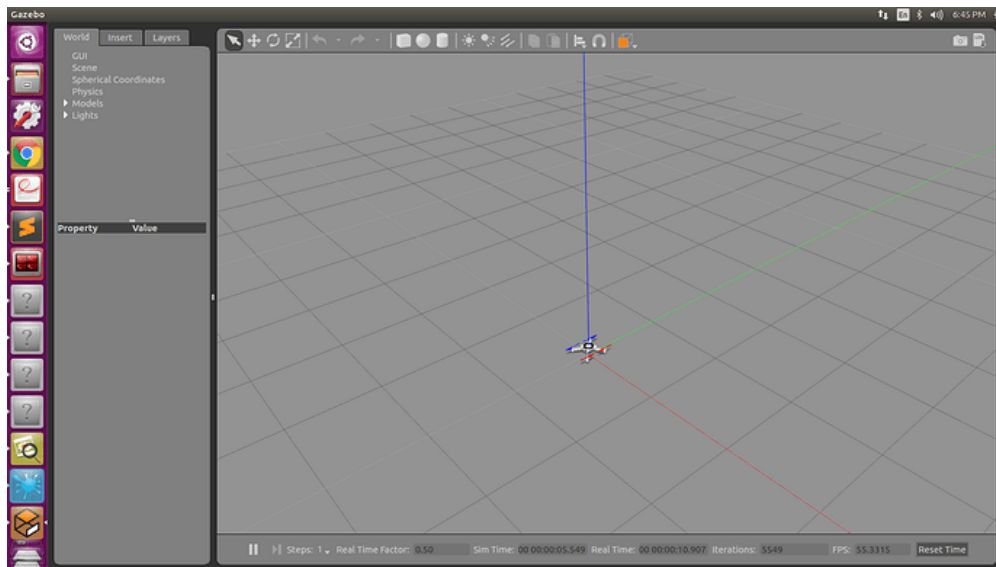 Gazebo En 6:45 PM
World Insert Layers
GUI
Scene
Spherical Coordinates
Physics
Models
Lights
Property Value
Steps: 1 Real Time Factor: 0.50 Sim Time: 00 00:00:05.549 Real Time: 00 00:00:10.907 Iterations: 5549 FPS: 55.3315 Reset Time